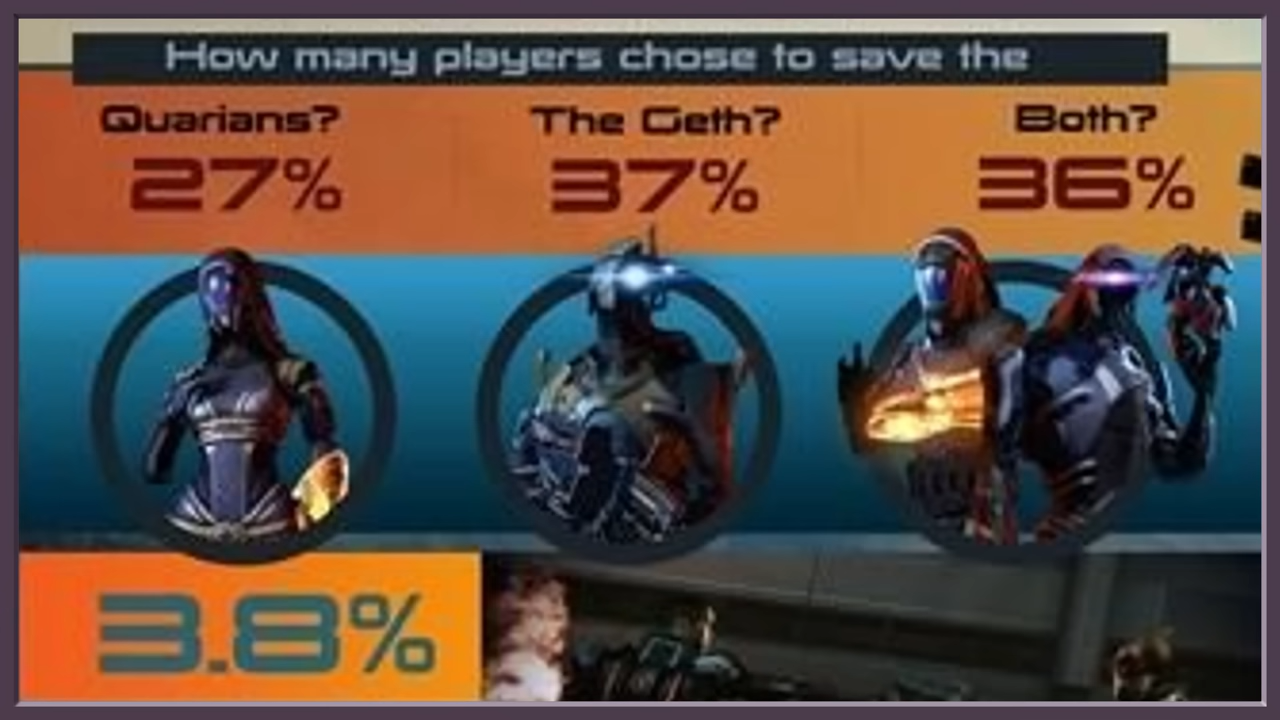 How many players chose to save the
Quarians? The Geth? Both?
27% 37% 36%
3.8%